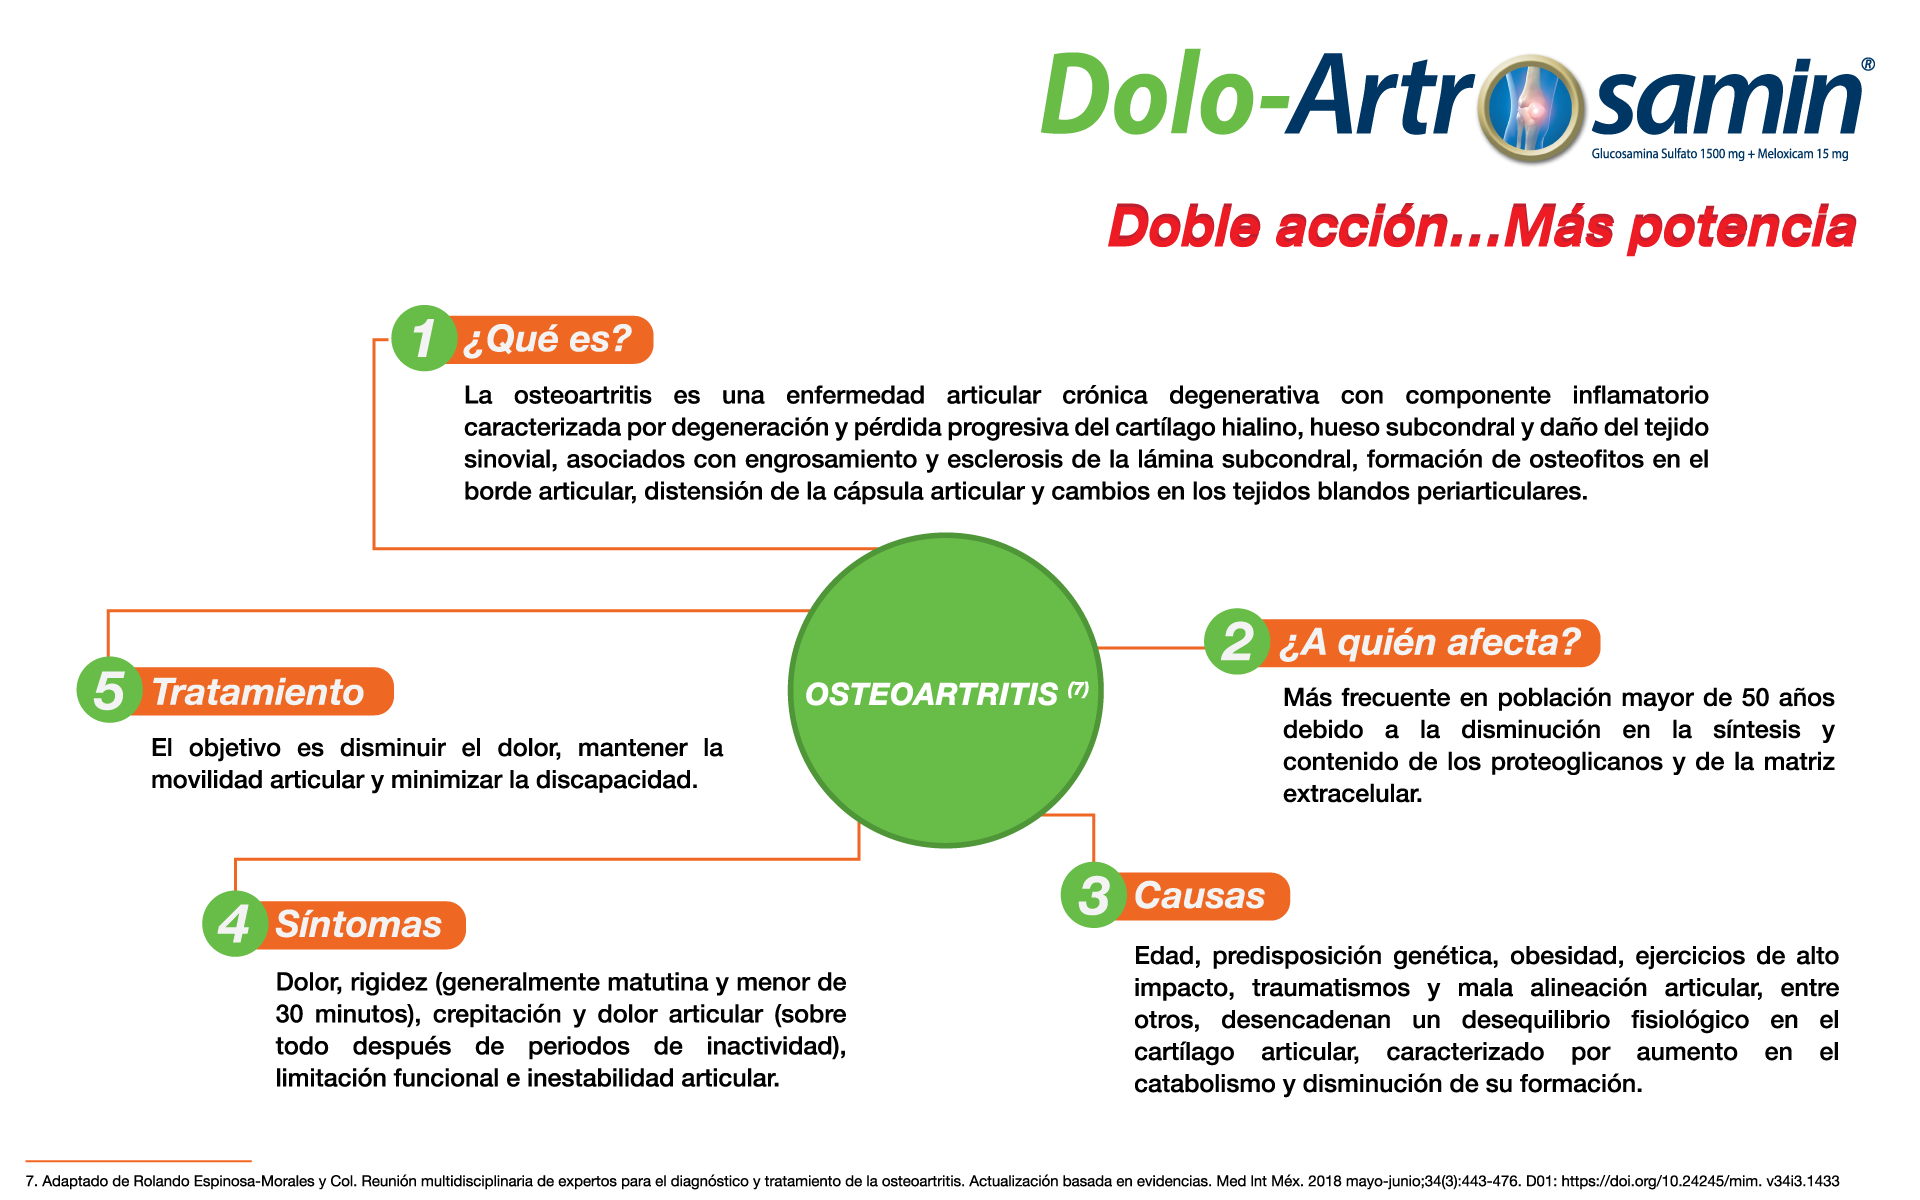 Dolo-Artrosamin®
Glucosamina Sulfato 1500 mg + Meloxicam 15 mg
Doble acción...Más potencia
1 ¿Qué es?
La osteoartritis es una enfermedad articular crónica degenerativa con componente inflamatorio
caracterizada por degeneración y pérdida progresiva del cartílago hialino, hueso subcondral y daño del tejido
sinovial, asociados con engrosamiento y esclerosis de la lámina subcondral, formación de osteofitos en el
borde articular, distensión de la cápsula articular y cambios en los tejidos blandos periarticulares.
OSTEOARTRITIS (7)
2 ¿A quién afecta?
Más frecuente en población mayor de 50 años
debido a la disminución en la síntesis y
contenido de los proteoglicanos y de la matriz
extracelular.
3 Causas
Edad, predisposición genética, obesidad, ejercicios de alto
impacto, traumatismos y mala alineación articular, entre
otros, desencadenan un desequilibrio fisiológico en el
cartílago articular, caracterizado por aumento en el
catabolismo y disminución de su formación.
4 Síntomas
Dolor, rigidez (generalmente matutina y menor de
30 minutos), crepitación y dolor articular (sobre
todo después de periodos de inactividad),
limitación funcional e inestabilidad articular.
5 Tratamiento
El objetivo es disminuir el dolor, mantener la
movilidad articular y minimizar la discapacidad.
7. Adaptado de Rolando Espinosa-Morales y Col. Reunión multidisciplinaria de expertos para el diagnóstico y tratamiento de la osteoartritis. Actualización basada en evidencias. Med Int Méx. 2018 mayo-junio;34(3):443-476. D01: https://doi.org/10.24245/mim. v34i3.1433